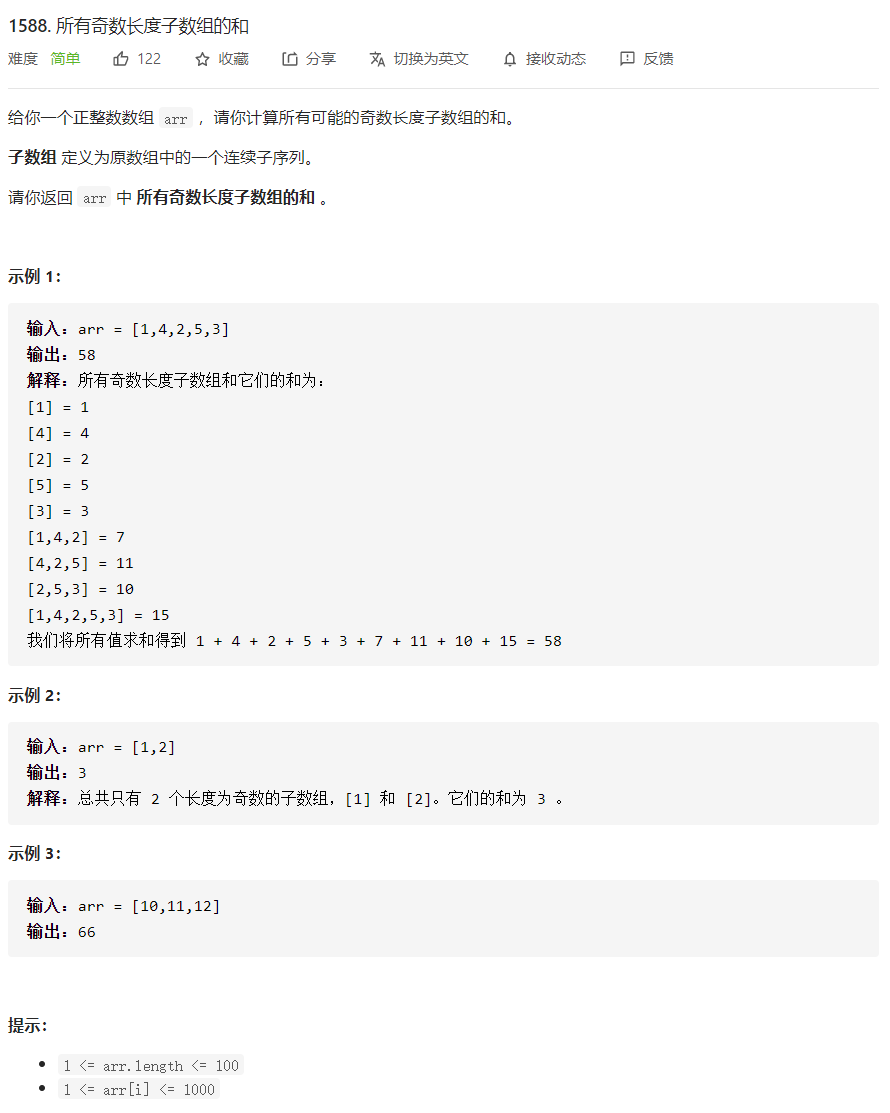 1588. 所有奇数长度子数组的和
难度 简单 122 收藏 分享 切换为英文 接收动态 反馈
给你一个正整数数组 arr ，请你计算所有可能的奇数长度子数组的和。
子数组 定义为原数组中的一个连续子序列。
请你返回 arr 中 所有奇数长度子数组的和 。
示例 1：
输入：arr = [1,4,2,5,3]
输出：58
解释：所有奇数长度子数组和它们的和为：
[1] = 1
[4] = 4
[2] = 2
[5] = 5
[3] = 3
[1,4,2] = 7
[4,2,5] = 11
[2,5,3] = 10
[1,4,2,5,3] = 15
我们将所有值求和得到 1 + 4 + 2 + 5 + 3 + 7 + 11 + 10 + 15 = 58
示例 2：
输入：arr = [1,2]
输出：3
解释：总共只有 2 个长度为奇数的子数组，[1] 和 [2]。它们的和为 3 。
示例 3：
输入：arr = [10,11,12]
输出：66
提示：
1 <= arr.length <= 100
1 <= arr[i] <= 1000